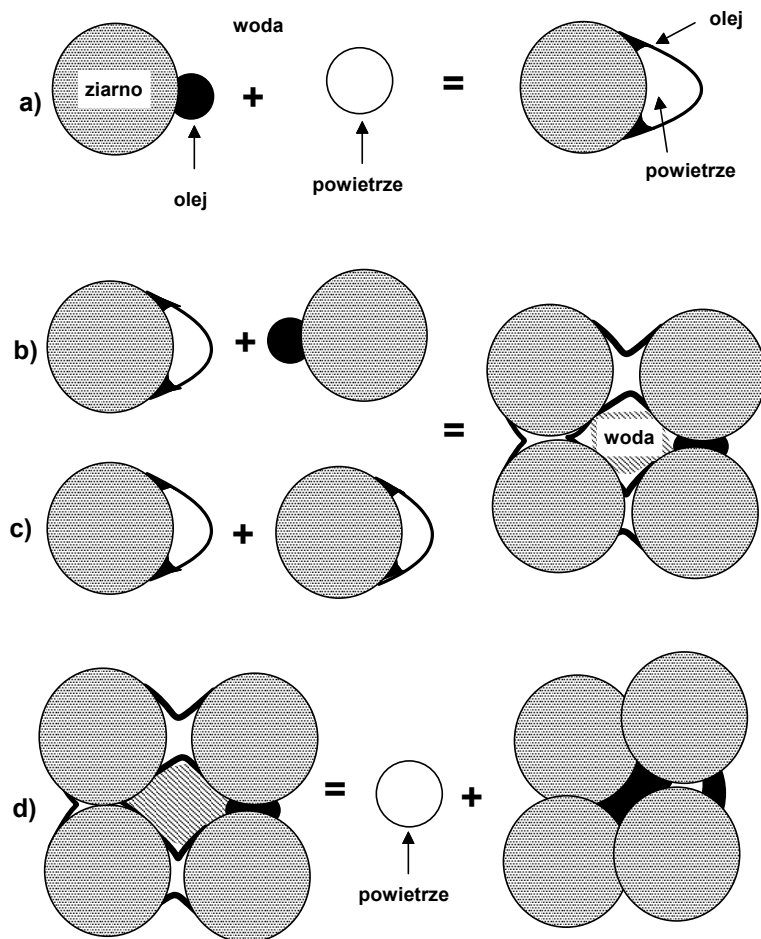 woda
olej
ziarno
a)
+
=
powietrze
powietrze
olej
b)
+
=
woda
c)
+
d)
=
+
powietrze